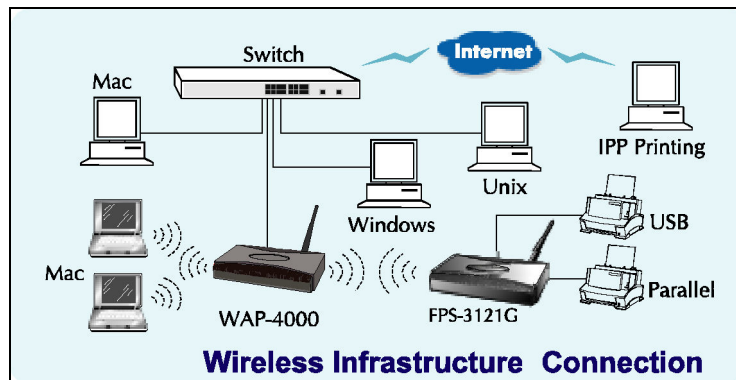 Switch
Internet
Mac
IPP Printing
Unix
Windows
USB
Mac
Parallel
WAP-4000
FPS-3121G
Wireless Infrastructure Connection